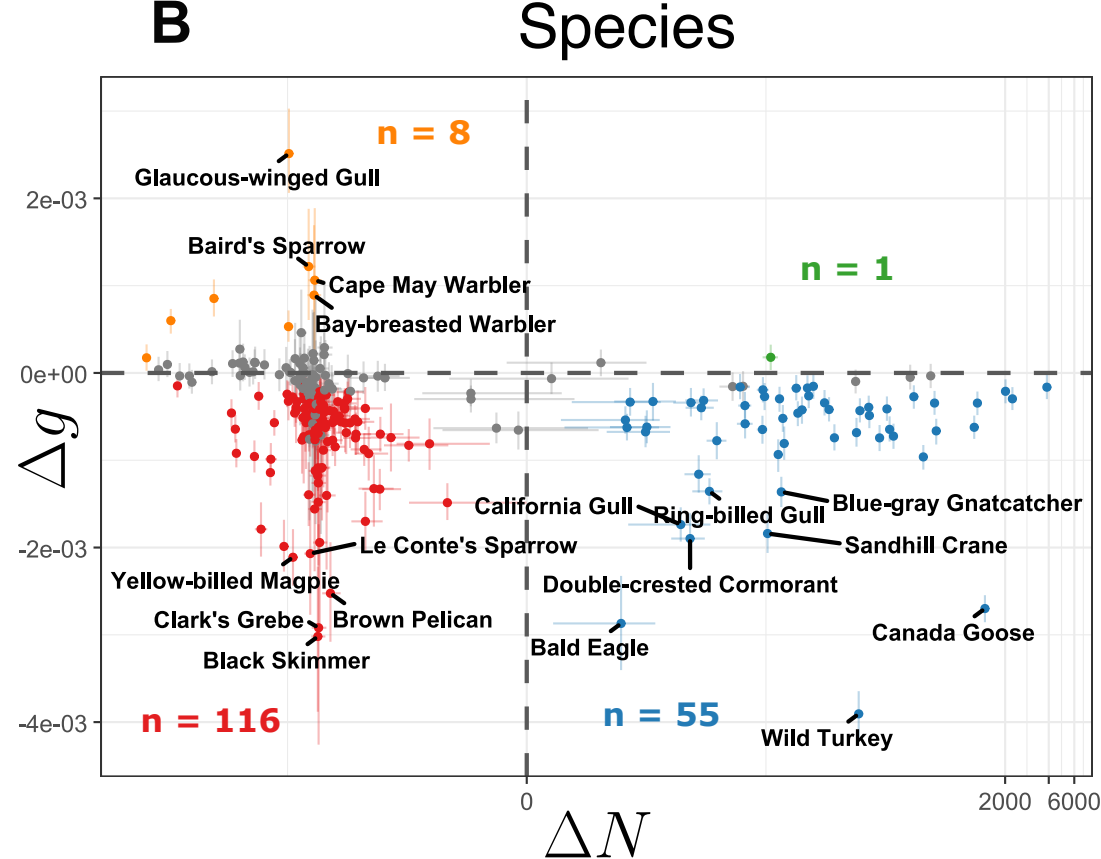 B
Species
n = 8
Glaucous-winged Gull
2e-03
Baird's Sparrow
n = 1
Cape May Warbler
Bay-breasted Warbler
0e+00
Δg
California Gull
Ring-billed Gull
Blue-gray Gnatcatcher
-2e-03
Le Conte's Sparrow
Sandhill Crane
Yellow-billed Magpie
Double-crested Cormorant
Clark's Grebe
Brown Pelican
Canada Goose
Bald Eagle
Black Skimmer
n = 116
n = 55
-4e-03
Wild Turkey
0
2000
6000
ΔN